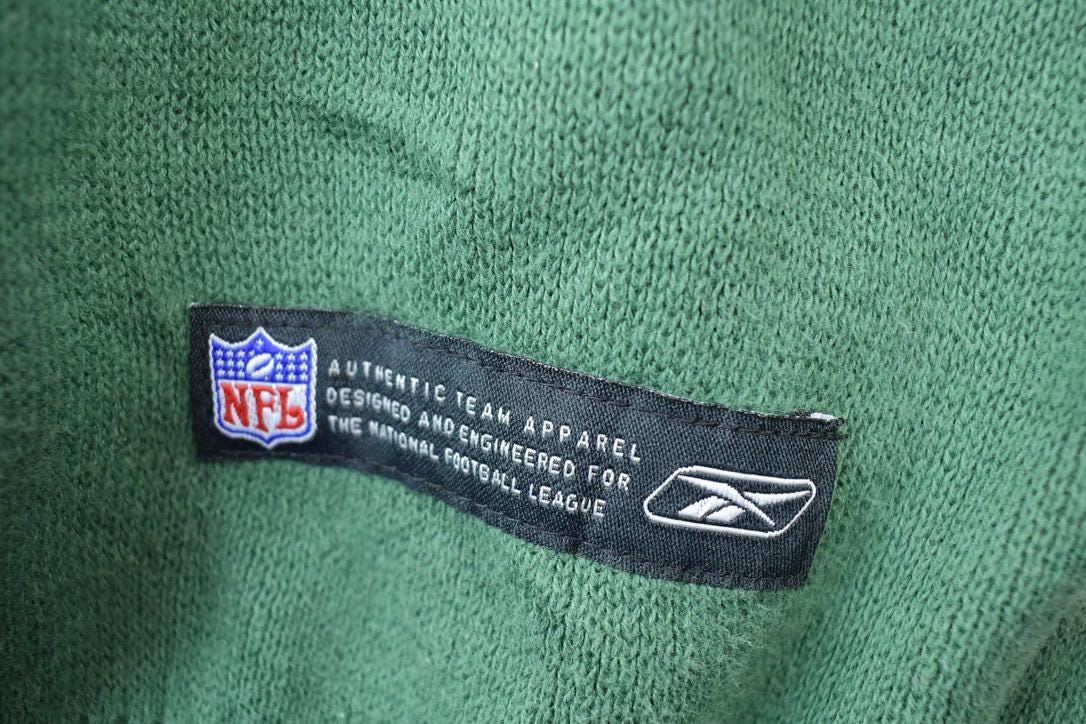 NFL
AUTHENTIC TEAM APPAREL
DESIGNED AND ENGINEERED FOR
THE NATIONAL FOOTBALL LEAGUE